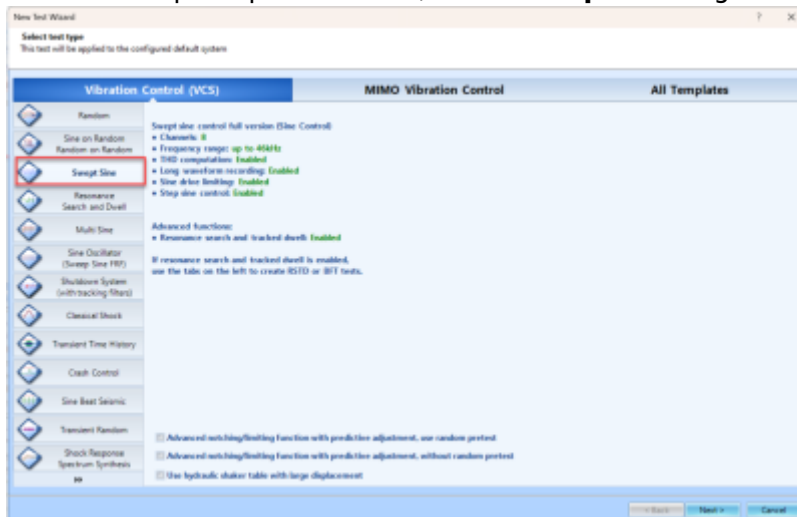 New Test Wizard
Select test type
This test will be applied to the configured default system
Vibration Control (VCS)
MIMO Vibration Control
All Templates
Random
Sine on Random
Random on Random
Swept Sine
Resonance
Search and Dwell
Multi Sine
Sine Oscillator
(Sweep Sine FRF)
Shutdown System
(with tracking filters)
Classical Shock
Transient Time History
Crash Control
Sine Beat Seismic
Transient Random
Shock Response
Spectrum Synthesis
Swept sine control full version (Sine Control)
• Channels: 8
• Frequency range: up to 46kHz
• THD computation: Enabled
• Long waveform recording: Enabled
• Sine drive limiting: Enabled
• Step sine control: Enabled
Advanced functions:
• Resonance search and tracked dwell: Enabled
If resonance search and tracked dwell is enabled,
use the tabs on the left to create RSTD or BFT tests.
Advanced notching/limiting function with predictive adjustment, use random pretest
Advanced notching/limiting function with predictive adjustment, without random pretest
Use hydraulic shaker table with large displacement
< Back
Next >
Cancel